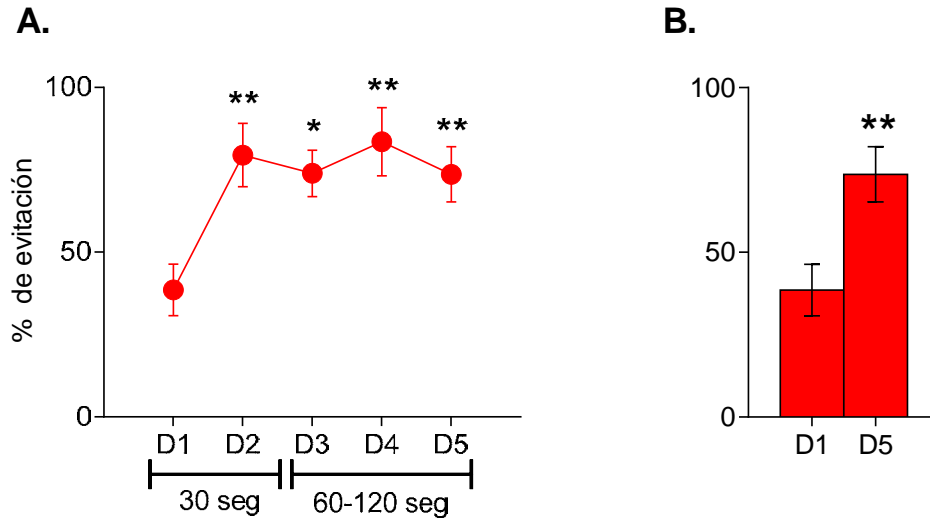 A.
B.
% de evitación
100
50
0
** * ** **
D1 D2 D3 D4 D5
30 seg 60-120 seg
100
50
0
**
D1 D5